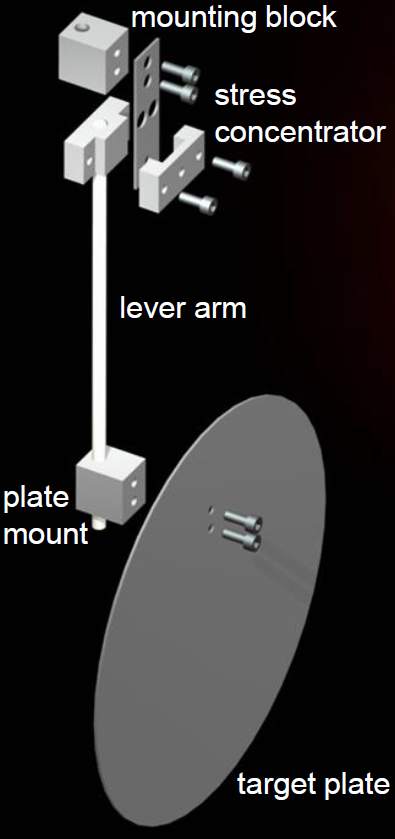 mounting block
stress
concentrator
lever arm
plate
mount
target plate